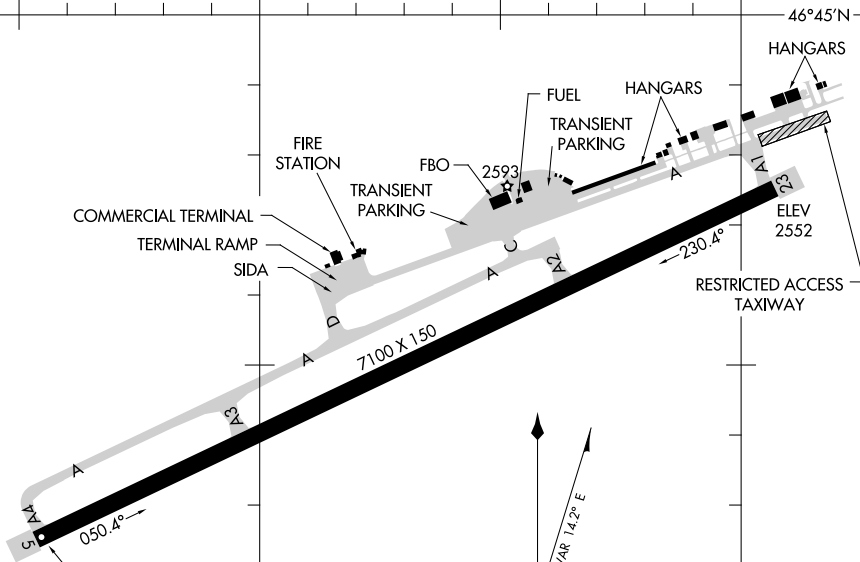 46°45'N
HANGARS
HANGARS
FUEL
TRANSIENT
PARKING
FIRE
STATION
FBO
2593
TRANSIENT
PARKING
A
A1
23
COMMERCIAL TERMINAL
TERMINAL RAMP
SIDA
ELEV
2552
C
A2
A
230.4°
RESTRICTED ACCESS
TAXIWAY
D
7100 X 150
A
A3
A
A4
050.4°
5
VAR 14.2° E